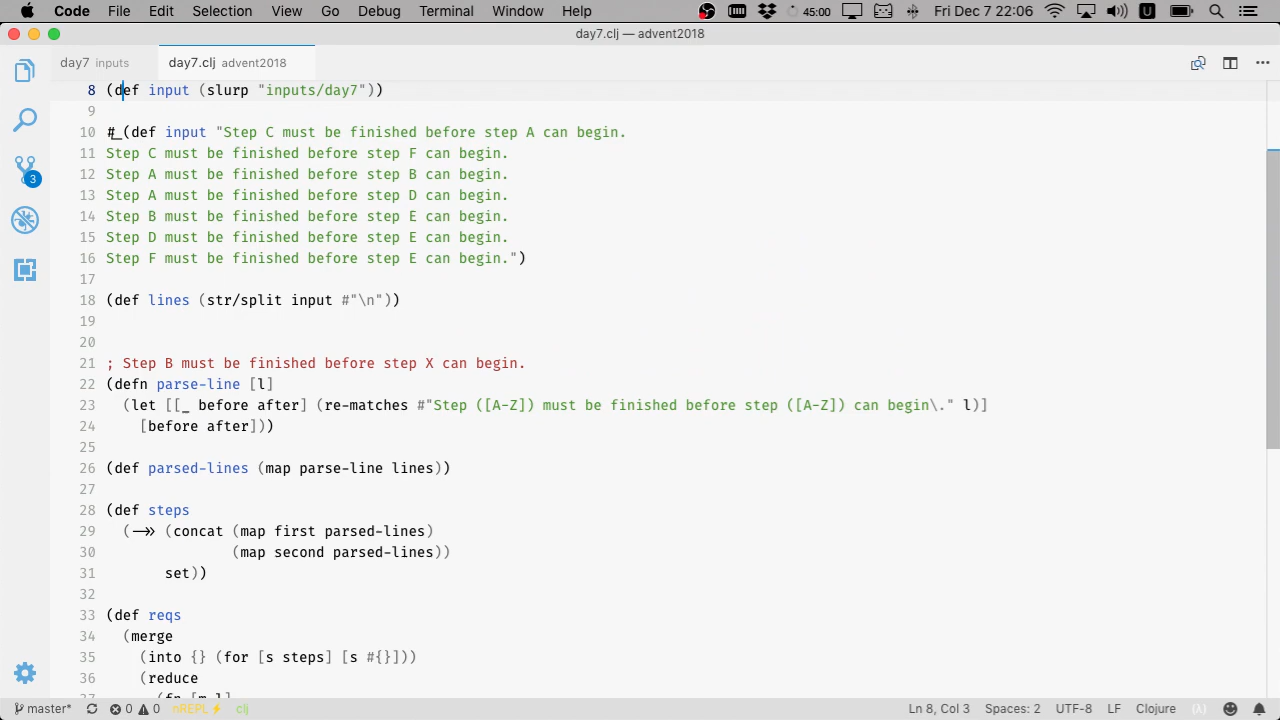 Code File Edit Selection View Go Debug Terminal Window Help 45:00 U Fri Dec 7 22:06
day7.clj — advent2018
day7 inputs day7.clj advent2018
8 (def input (slurp "inputs/day7"))
9
10 #_(def input "Step C must be finished before step A can begin.
11 Step C must be finished before step F can begin.
12 Step A must be finished before step B can begin.
13 Step A must be finished before step D can begin.
14 Step B must be finished before step E can begin.
15 Step D must be finished before step E can begin.
16 Step F must be finished before step E can begin.")
17
18 (def lines (str/split input #"\n"))
19
20
21 ; Step B must be finished before step X can begin.
22 (defn parse-line [l]
23 (let [[_ before after] (re-matches #"Step ([A-Z]) must be finished before step ([A-Z]) can begin\." l)]
24 [before after]))
25
26 (def parsed-lines (map parse-line lines))
27
28 (def steps
29 (->> (concat (map first parsed-lines)
30 (map second parsed-lines))
31 set))
32
33 (def reqs
34 (merge
35 (into {} (for [s steps] [s #{}]))
36 (reduce
3
master* 0 0 nREPL⚡ clj Ln 8, Col 3 Spaces: 2 UTF-8 LF Clojure (λ)